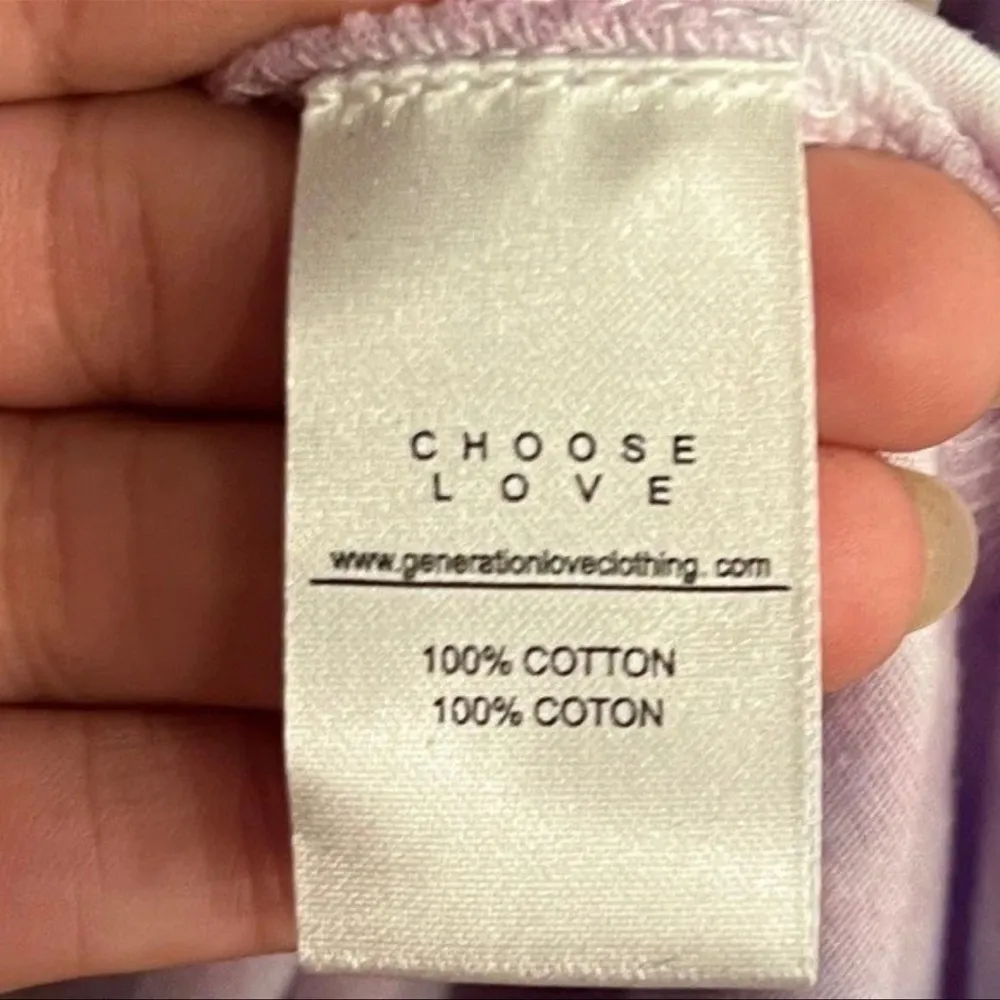 CHOOSE
LOVE
www.generationloveclothing. com
100% COTTON
100% COTON